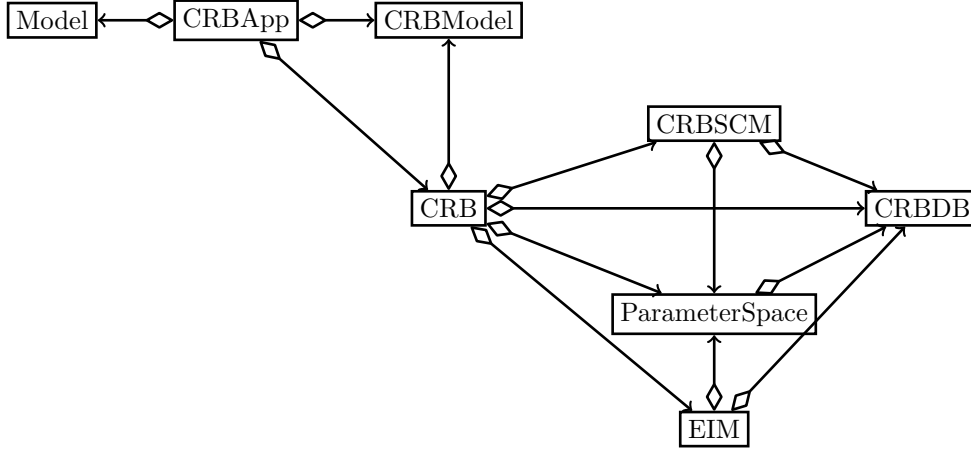 Model
CRBApp
CRBModel
CRBSCM
CRB
CRBDB
ParameterSpace
EIM